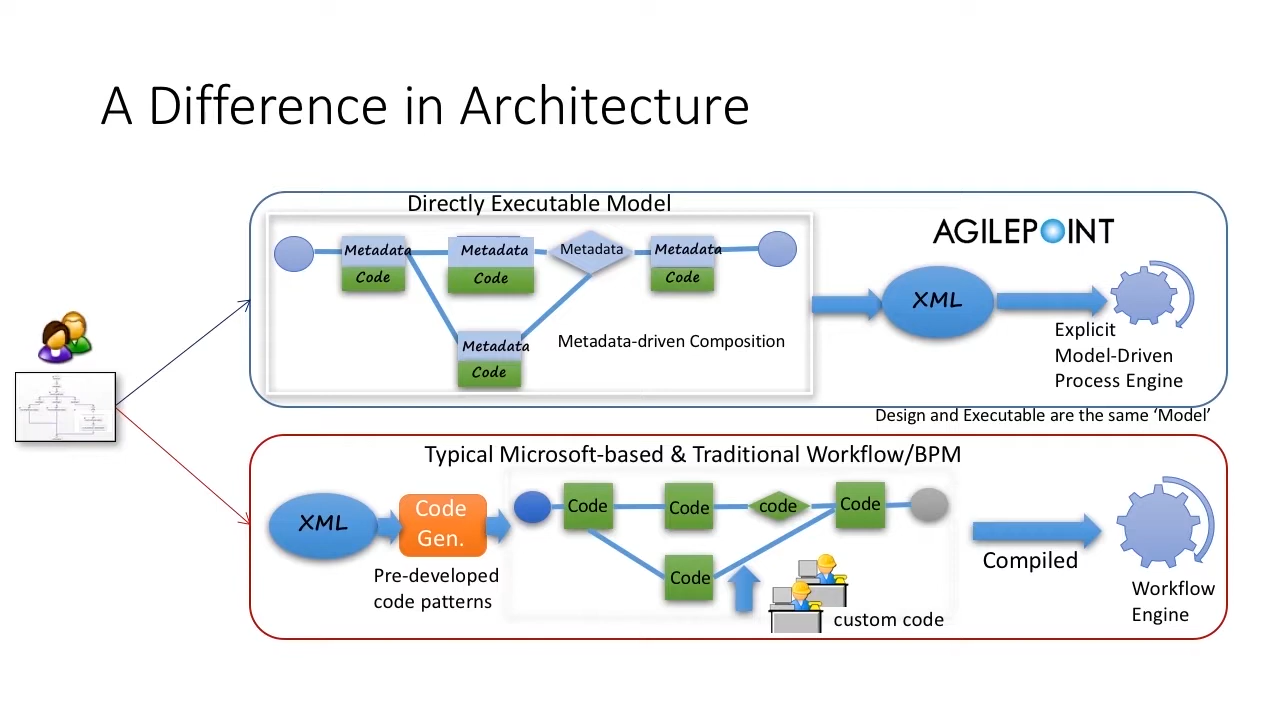 A Difference in Architecture
Directly Executable Model
Metadata
Code
Metadata
Code
Metadata
Metadata
Code
Metadata
Code
Metadata-driven Composition
AGILEPOINT
XML
Explicit
Model-Driven
Process Engine
Design and Executable are the same ‘Model’
Typical Microsoft-based & Traditional Workflow/BPM
XML
Code
Gen.
Pre-developed
code patterns
Code
Code
code
Code
Code
custom code
Compiled
Workflow
Engine